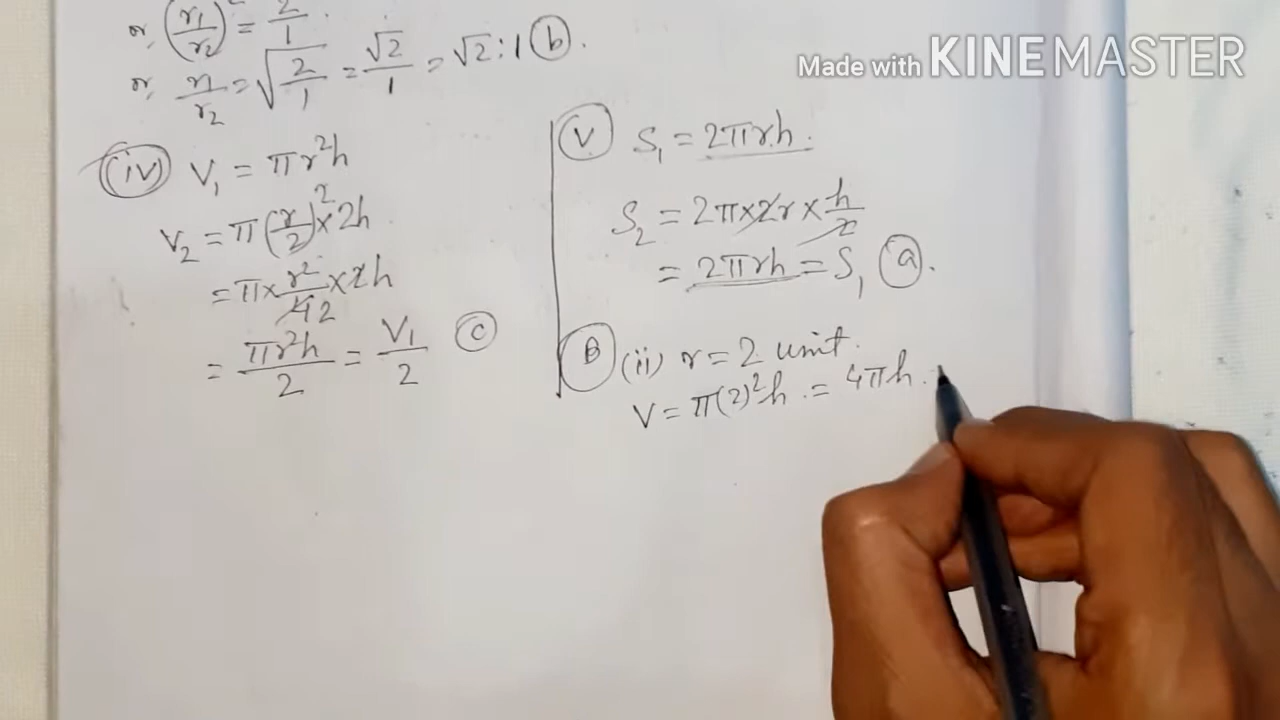 or, (r₁/r₂)² = 2/1.
or, r₁/r₂ = √(2/1) = √2/1 = √2:1 (b).
(iv) V₁ = πr²h
V₂ = π(r/2)² × 2h
= π × r²/4 2 × 2h
= πr²h/2 = V₁/2 (c)
(v) S₁ = 2πrh.
S₂ = 2π × 2r × h/2
= 2πrh = S₁ (a).
(B) (ii) r = 2 unit.
V = π(2)²h. = 4πh.
Made with KINEMASTER